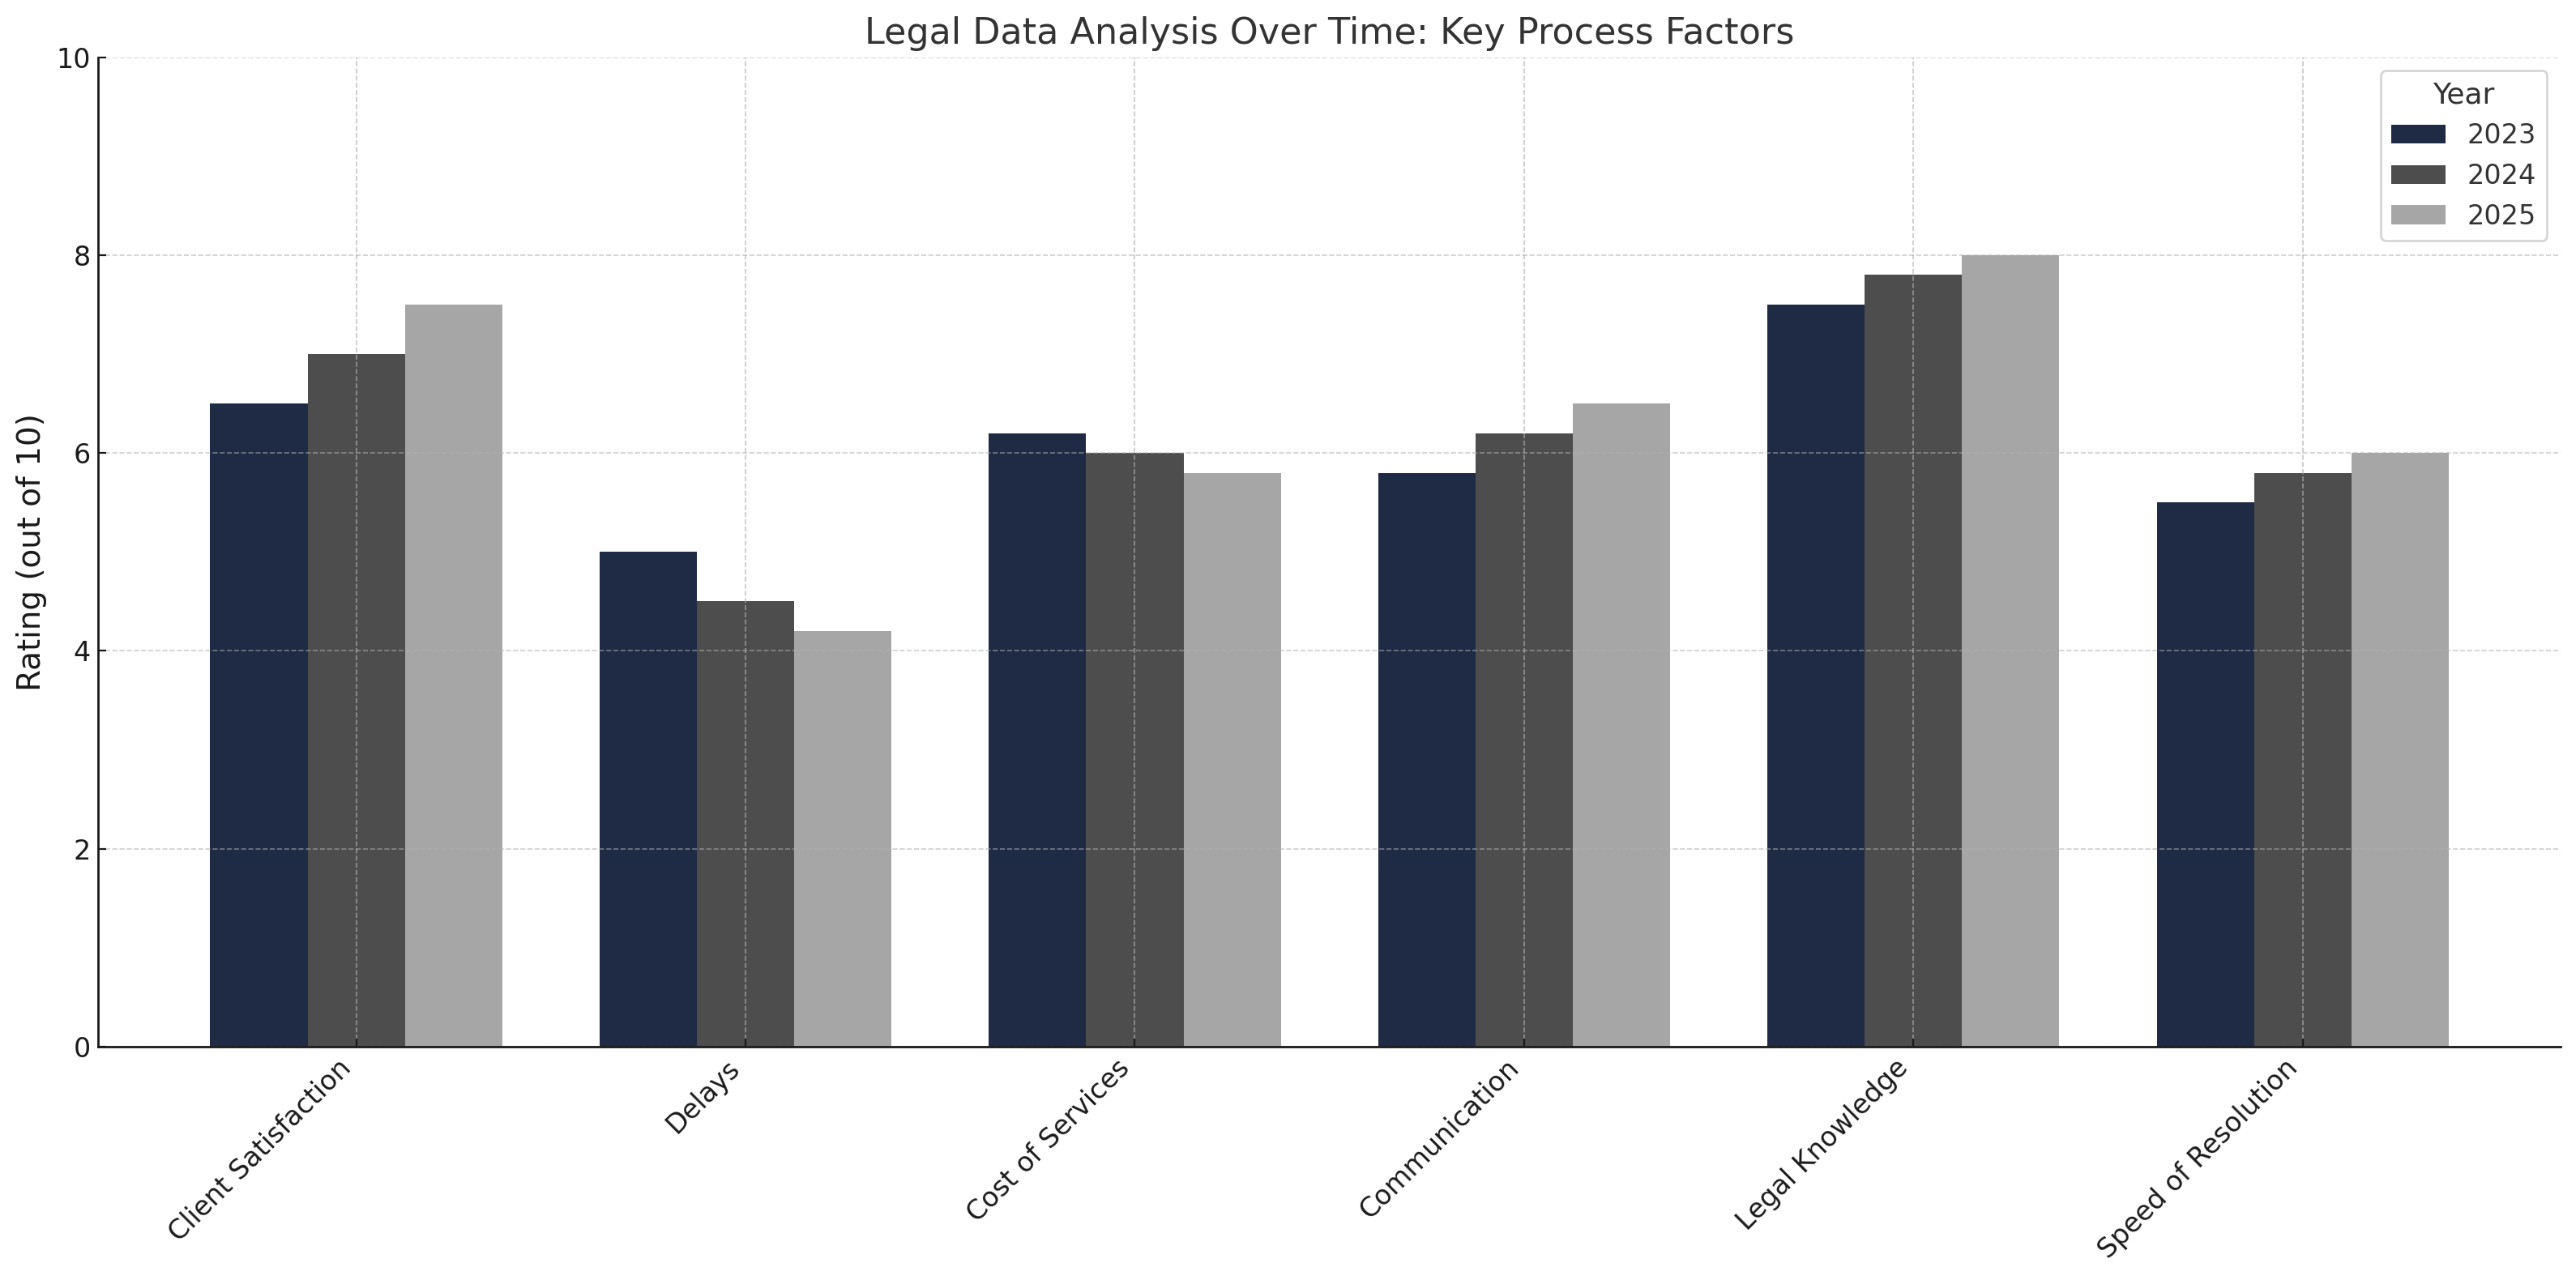 Legal Data Analysis Over Time: Key Process Factors
Year
2023
2024
2025
Rating (out of 10)
10
8
6
4
2
0
Client Satisfaction
Delays
Cost of Services
Communication
Legal Knowledge
Speed of Resolution